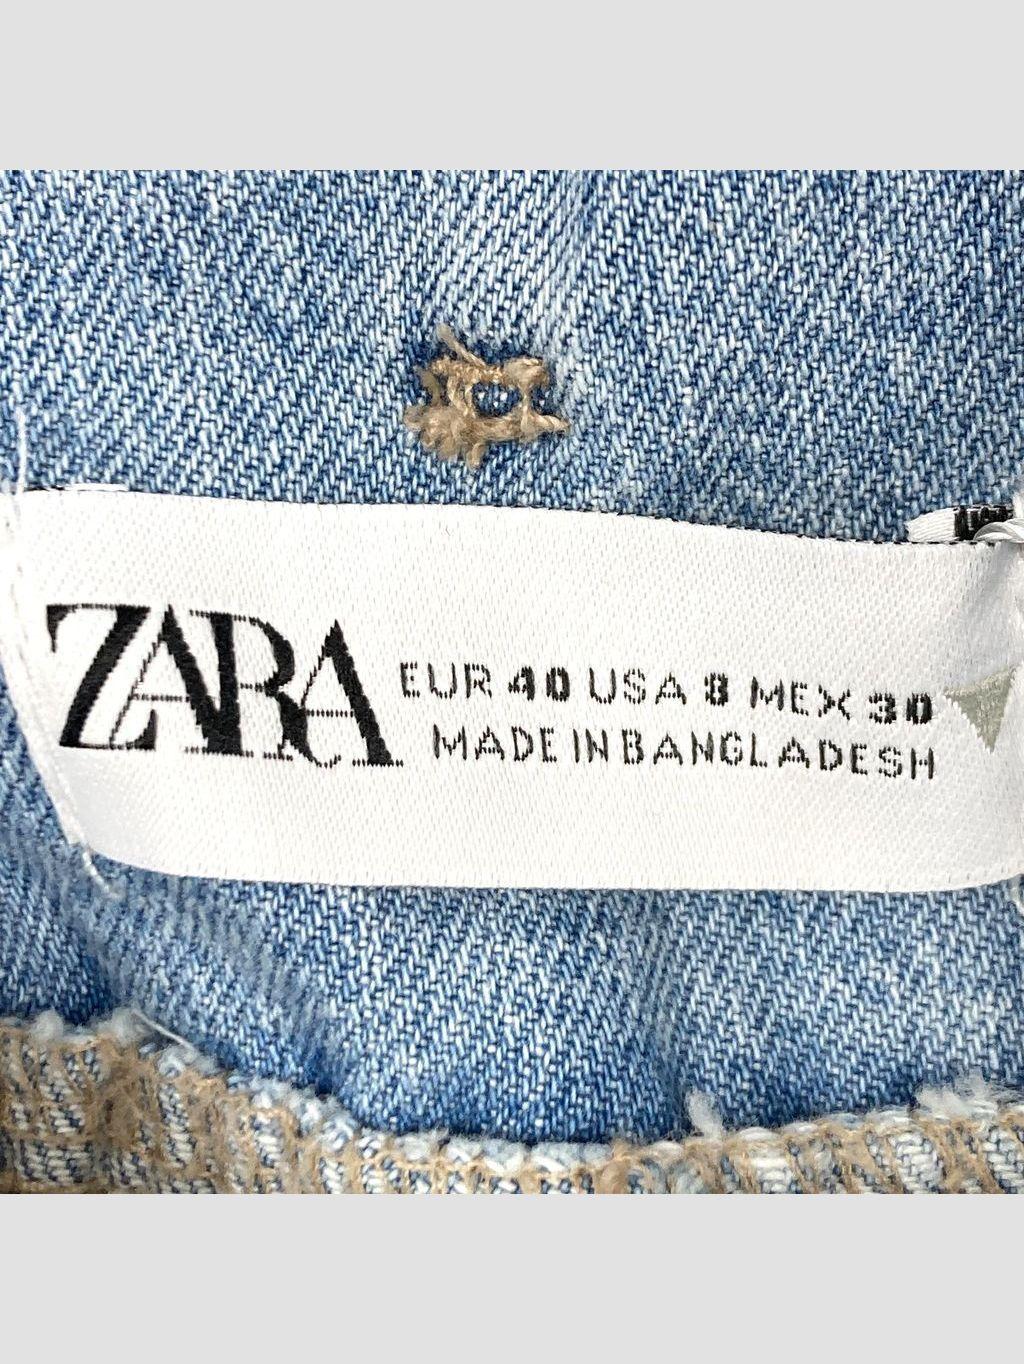 ZARA
EUR 40 USA 8 MEX 30
MADE IN BANGLADESH